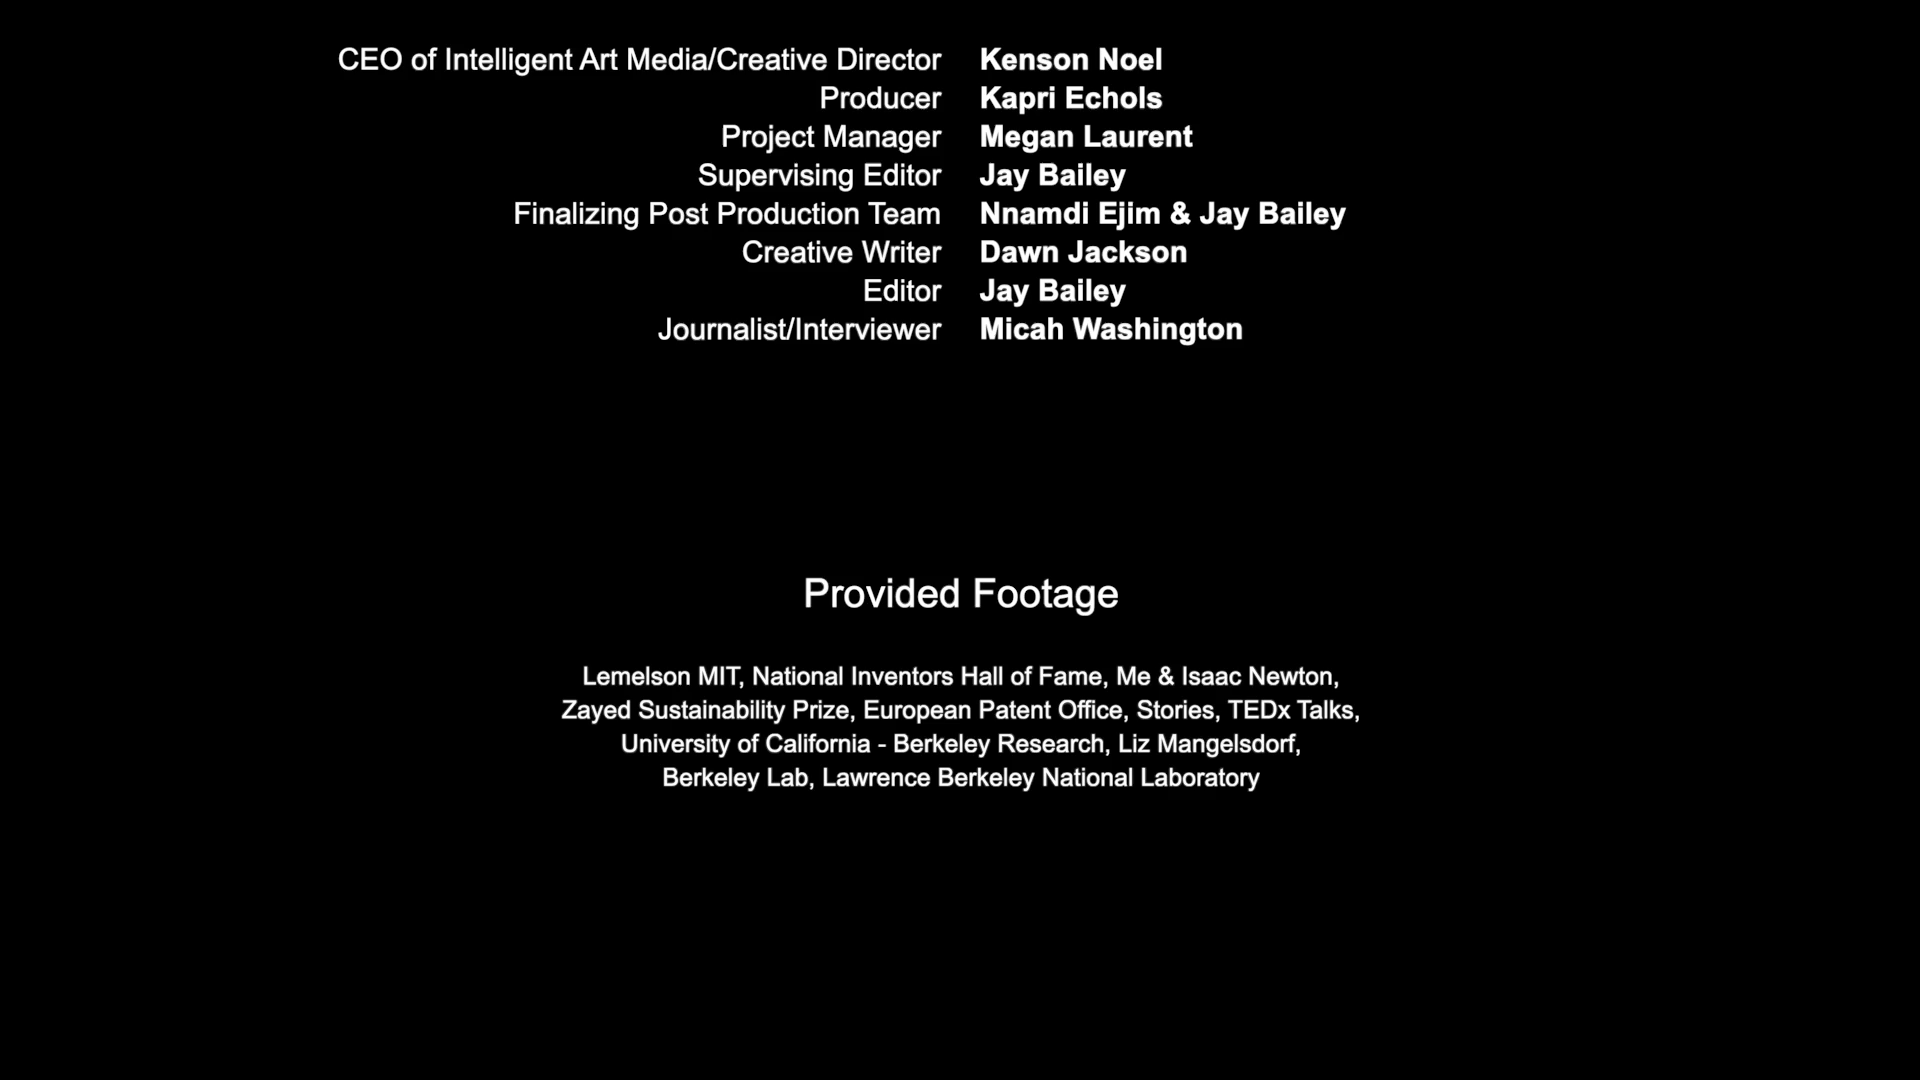 CEO of Intelligent Art Media/Creative Director Kenson Noel
Producer Kapri Echols
Project Manager Megan Laurent
Supervising Editor Jay Bailey
Finalizing Post Production Team Nnamdi Ejim & Jay Bailey
Creative Writer Dawn Jackson
Editor Jay Bailey
Journalist/Interviewer Micah Washington
Provided Footage
Lemelson MIT, National Inventors Hall of Fame, Me & Isaac Newton,
Zayed Sustainability Prize, European Patent Office, Stories, TEDx Talks,
University of California - Berkeley Research, Liz Mangelsdorf,
Berkeley Lab, Lawrence Berkeley National Laboratory